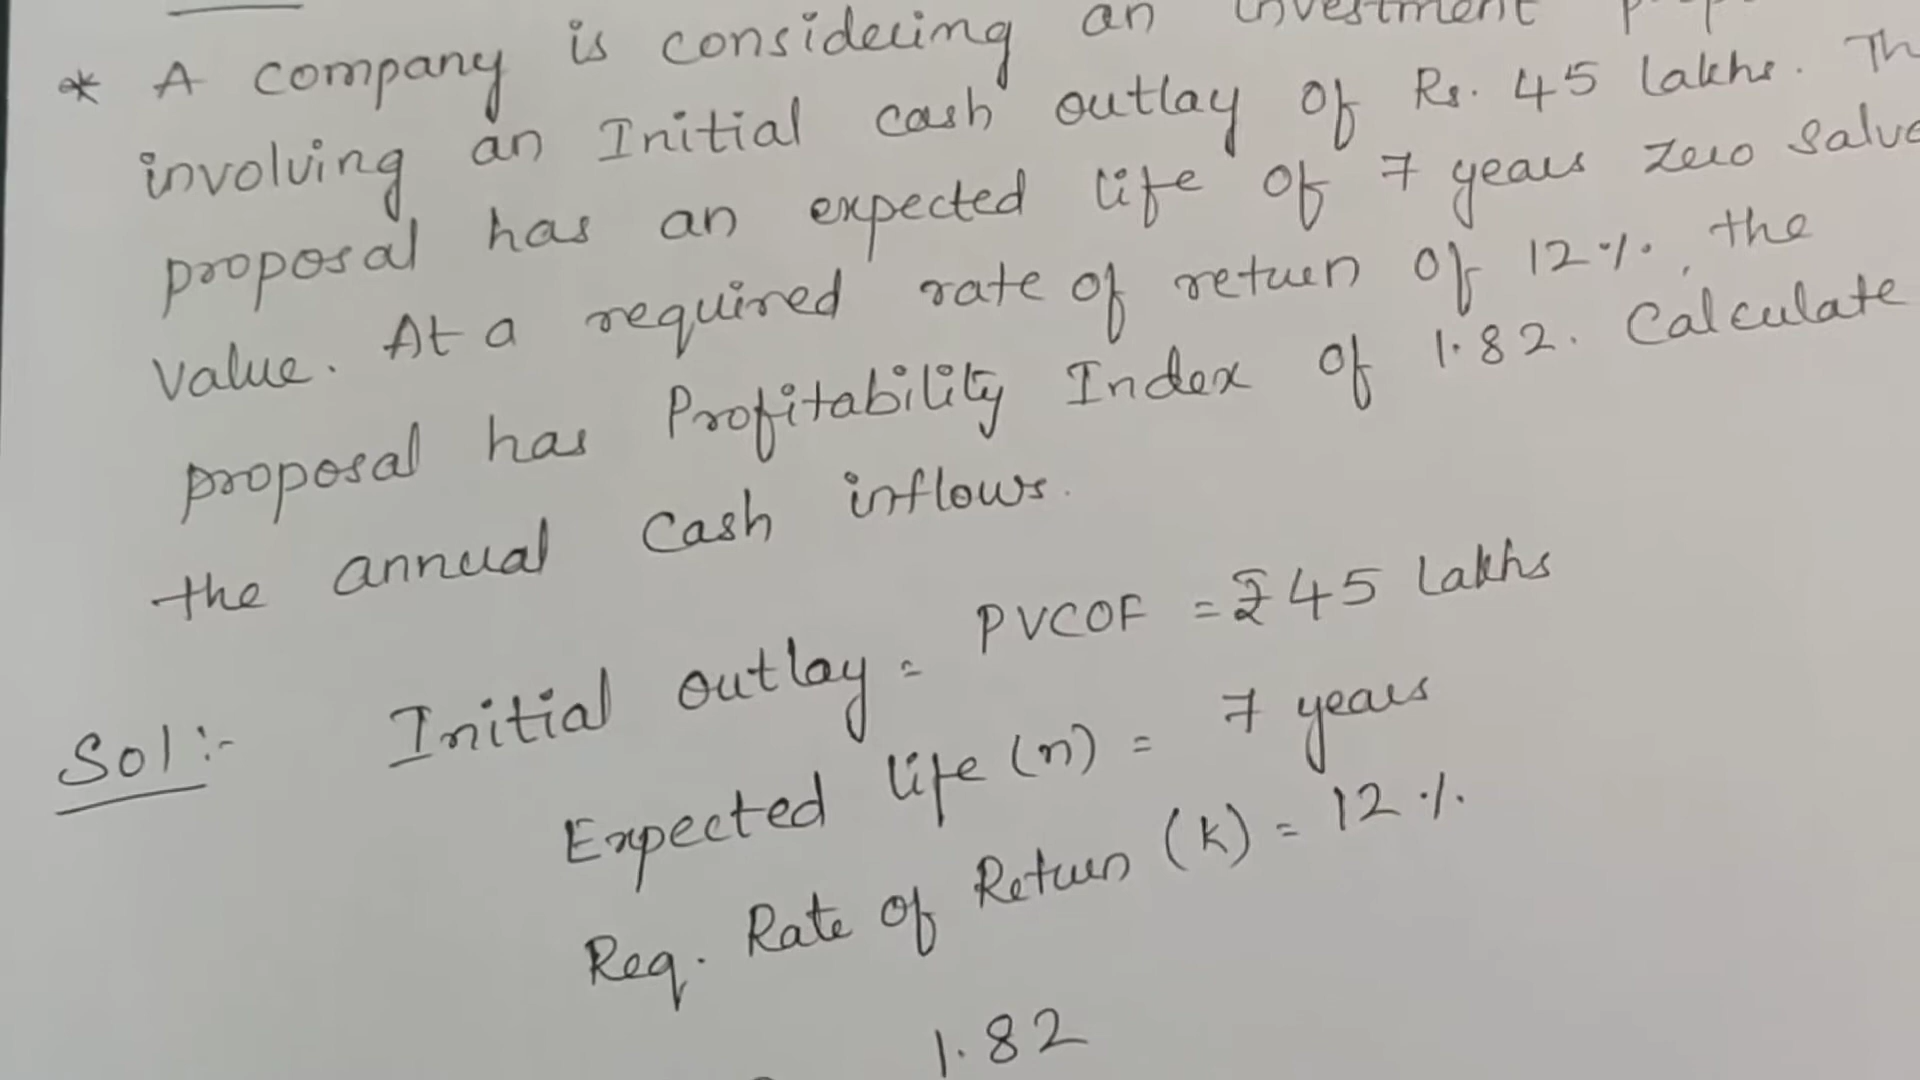 * A company is considering an investment
involving an Initial cash outlay of Rs. 45 lakhs.
proposal has an expected life of 7 years zero
value. At a required rate of return of 12%, the
proposal has Profitability Index of 1.82. Calculate
the annual Cash inflows.
Sol:- Initial outlay = PVCOF = ₹45 Lakhs
Expected life (n) = 7 years
Req. Rate of Return (K) = 12%
1.82